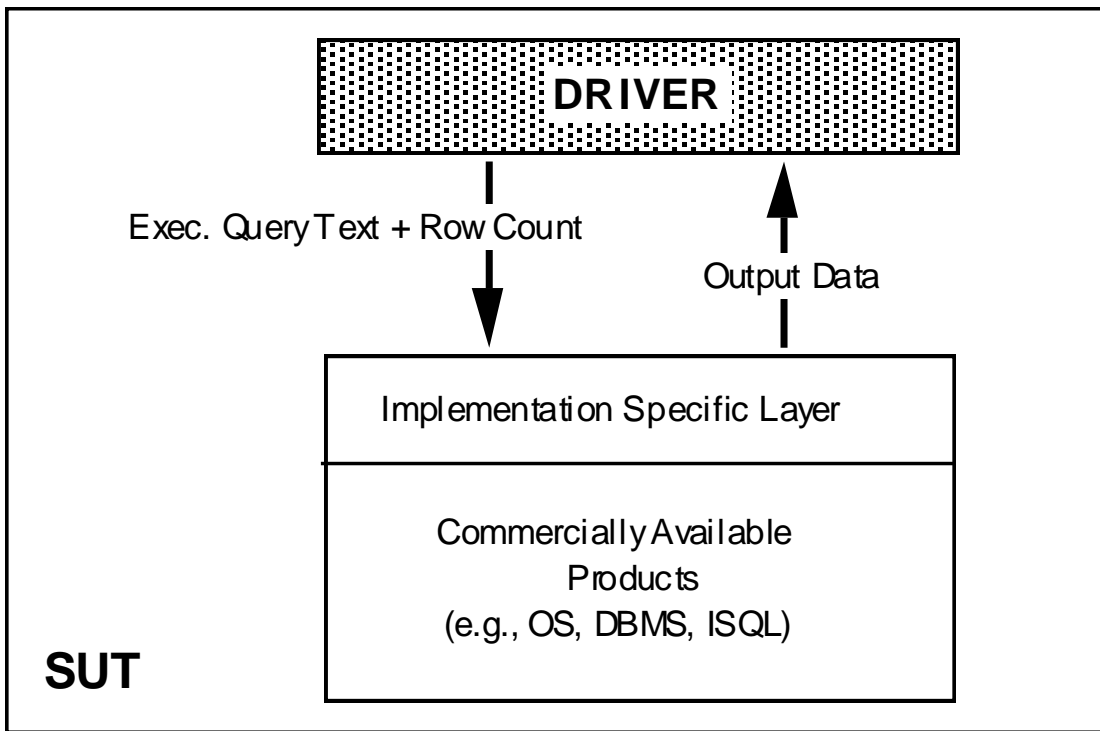 DRIVER
Exec. Query Text + Row Count
Output Data
Implementation Specific Layer
Commercially Available
Products
(e.g., OS, DBMS, ISQL)
SUT